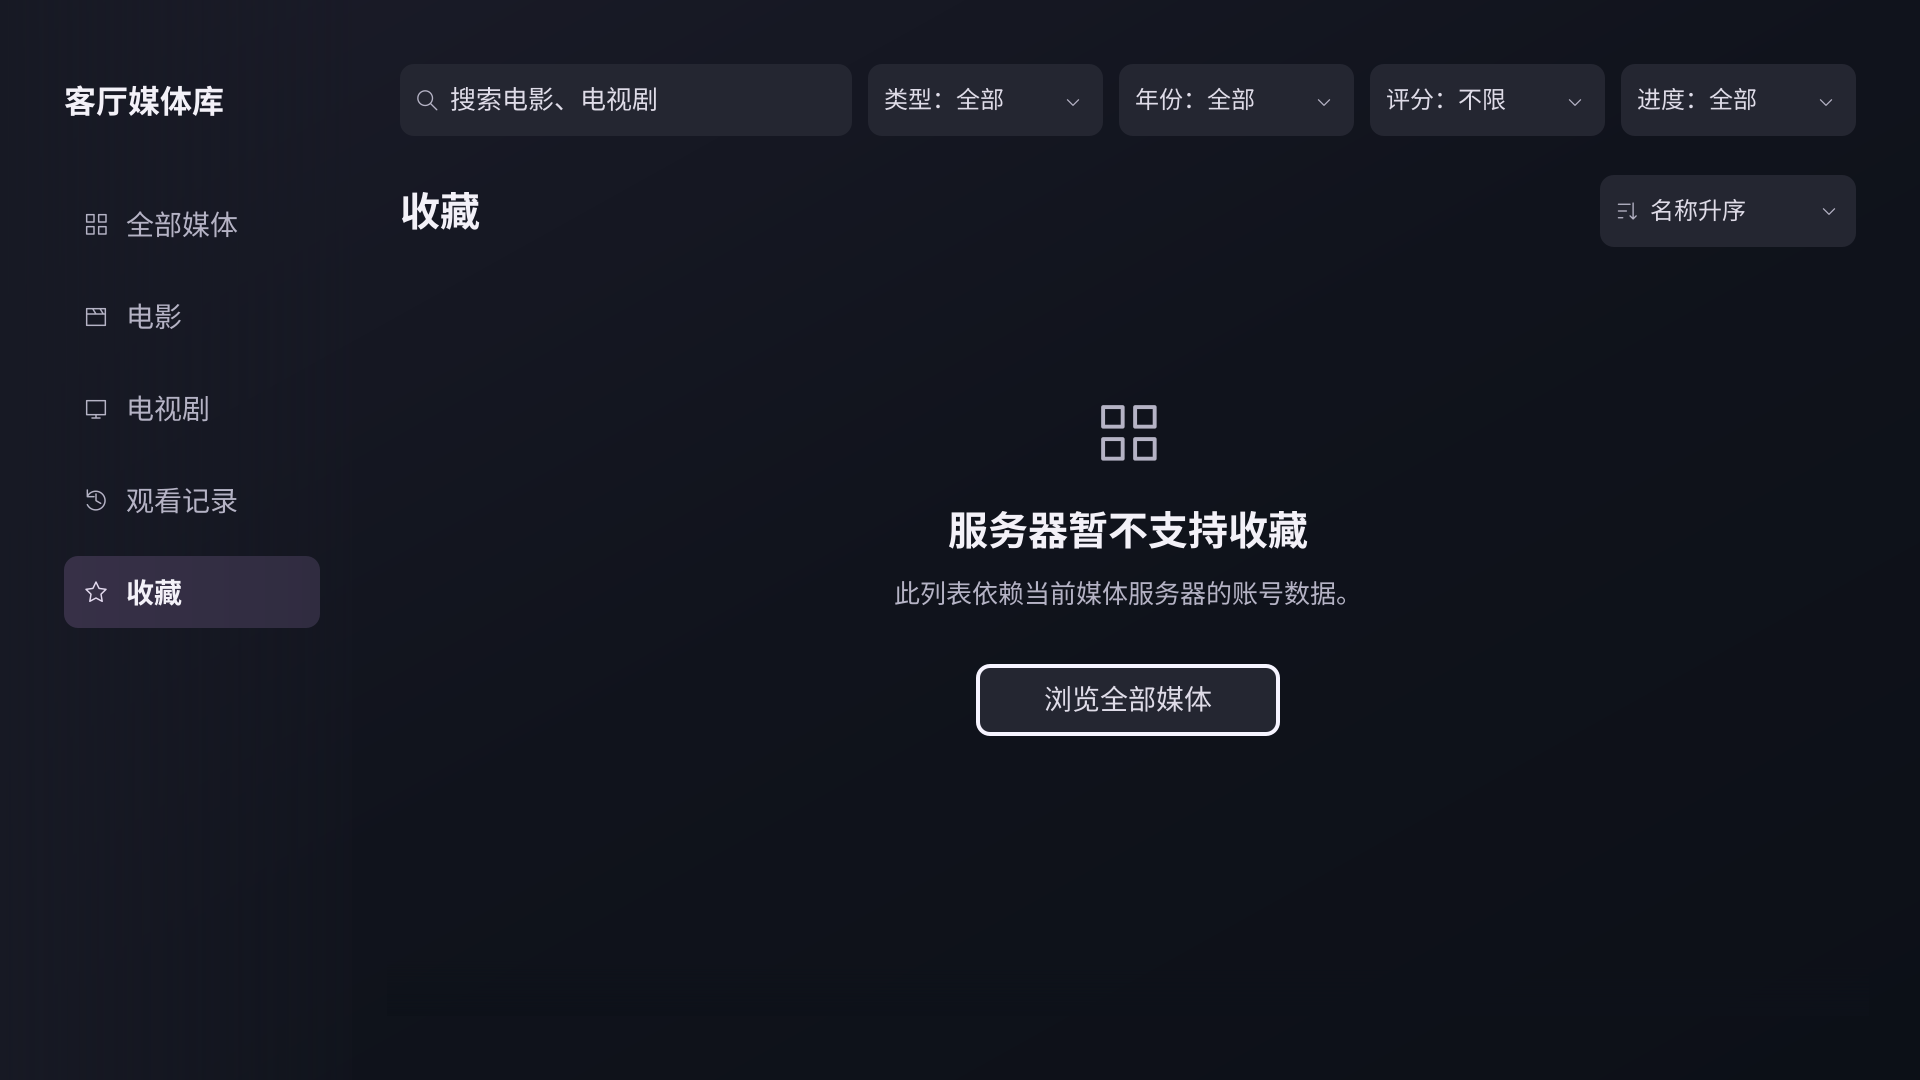 客厅媒体库
搜索电影、电视剧
类型：全部
年份：全部
评分：不限
进度：全部
全部媒体
电影
电视剧
观看记录
收藏
收藏
名称升序
服务器暂不支持收藏
此列表依赖当前媒体服务器的账号数据。
浏览全部媒体